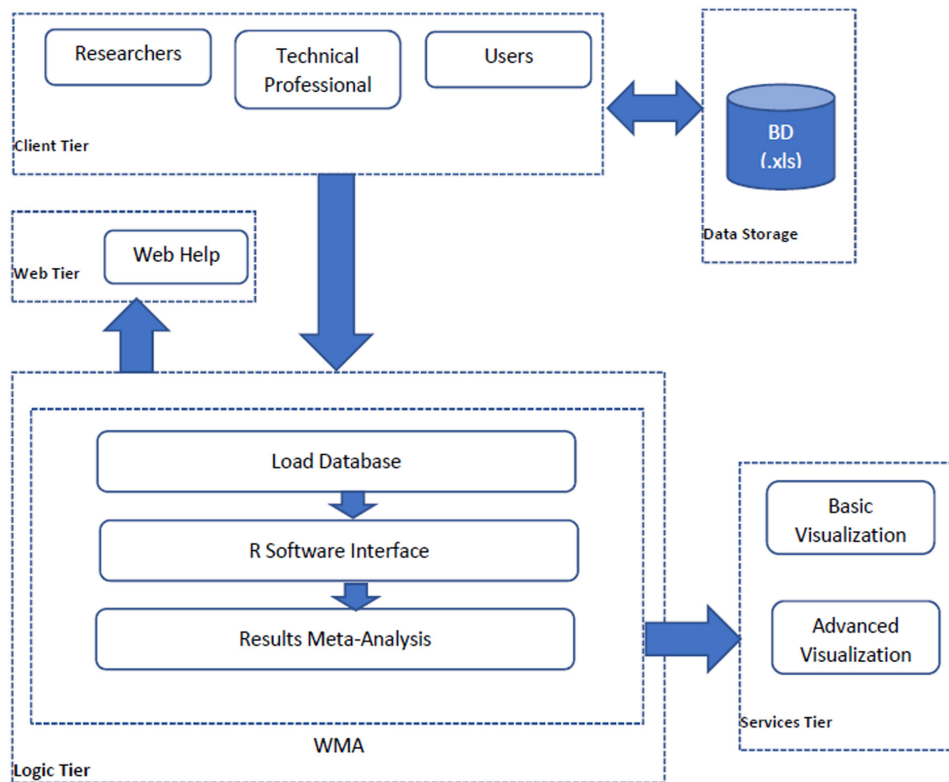 Researchers
Technical
Professional
Users
Client Tier
BD
(.xls)
Data Storage
Web Help
Web Tier
Load Database
R Software Interface
Results Meta-Analysis
WMA
Logic Tier
Basic
Visualization
Advanced
Visualization
Services Tier